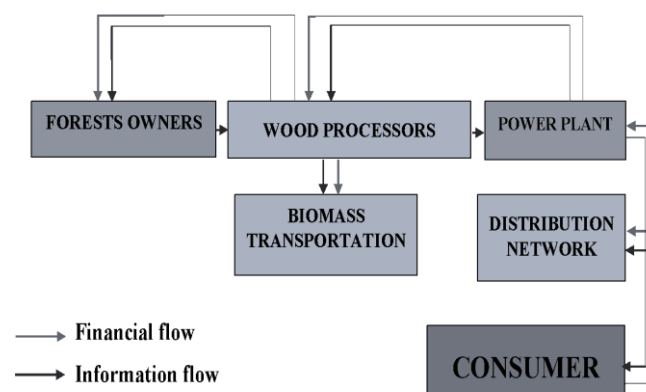 FORESTS OWNERS
WOOD PROCESSORS
POWER PLANT
BIOMASS
TRANSPORTATION
DISTRIBUTION
NETWORK
Financial flow
Information flow
CONSUMER